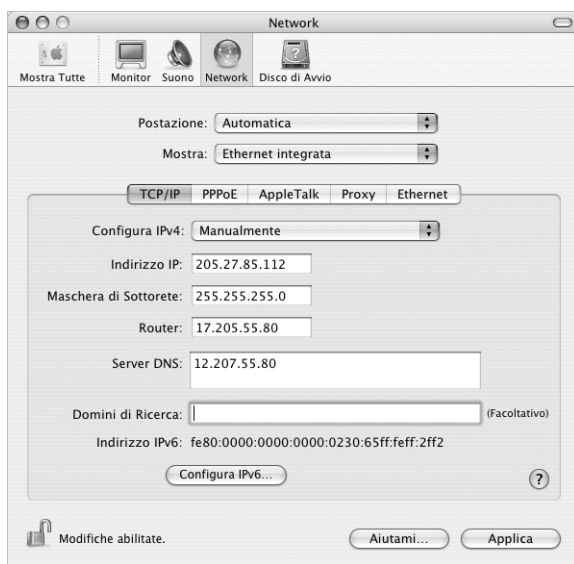 Network
Mostra Tutte Monitor Suono Network Disco di Avvio
Postazione: Automatica
Mostra: Ethernet integrata
TCP/IP PPPoE AppleTalk Proxy Ethernet
Configura IPv4: Manualmente
Indirizzo IP: 205.27.85.112
Maschera di Sottorete: 255.255.255.0
Router: 17.205.55.80
Server DNS: 12.207.55.80
Domini di Ricerca: (Facoltativo)
Indirizzo IPv6: fe80:0000:0000:0000:0230:65ff:feff:2ff2
Configura IPv6... ?
Modifiche abilitate. Aiutami... Applica